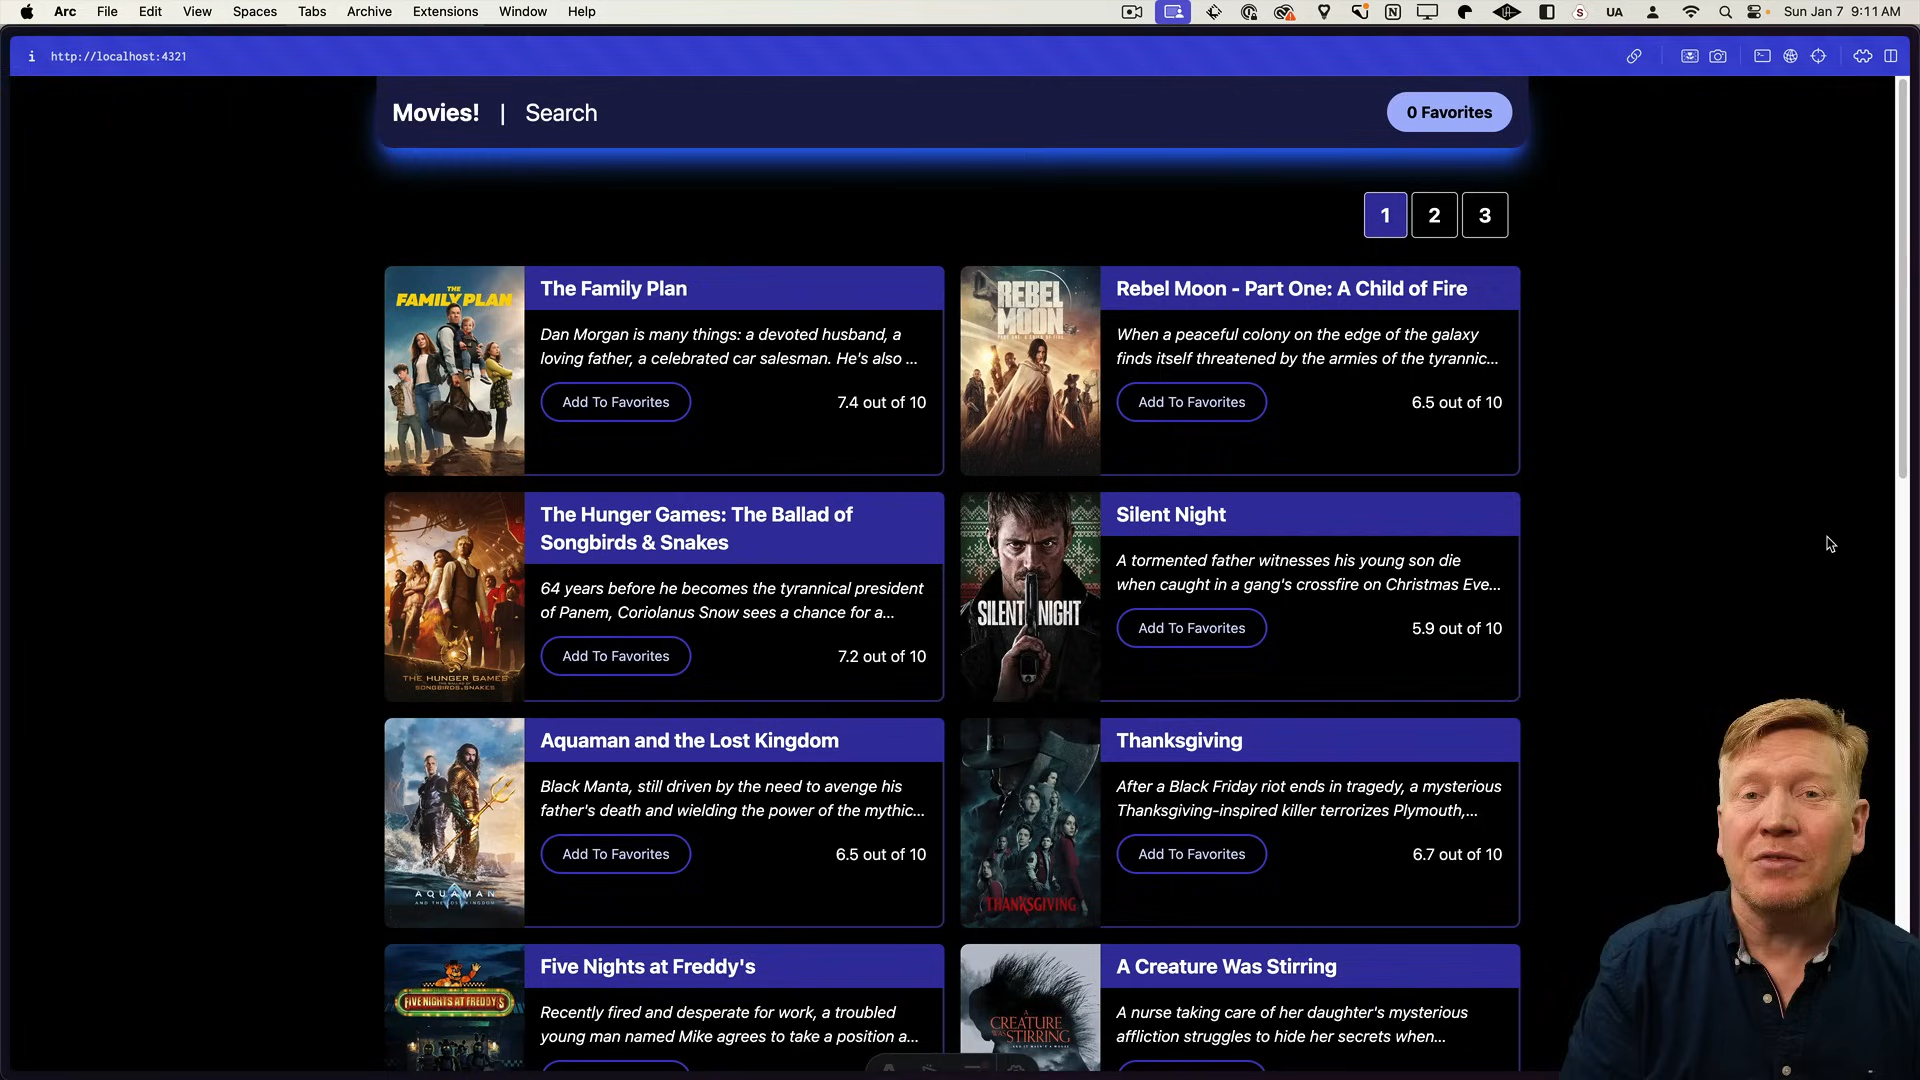 Arc File Edit View Spaces Tabs Archive Extensions Window Help UA Sun Jan 7 9:11 AM
i http://localhost:4321
Movies! | Search 0 Favorites
1 2 3
THE
FAMILY PLAN
The Family Plan
Dan Morgan is many things: a devoted husband, a
loving father, a celebrated car salesman. He's also ...
Add To Favorites 7.4 out of 10
REBEL
MOON
Rebel Moon - Part One: A Child of Fire
When a peaceful colony on the edge of the galaxy
finds itself threatened by the armies of the tyrannic...
Add To Favorites 6.5 out of 10
THE HUNGER GAMES
SONGBIRDS & SNAKES
The Hunger Games: The Ballad of
Songbirds & Snakes
64 years before he becomes the tyrannical president
of Panem, Coriolanus Snow sees a chance for a...
Add To Favorites 7.2 out of 10
SILENT NIGHT
Silent Night
A tormented father witnesses his young son die
when caught in a gang's crossfire on Christmas Eve...
Add To Favorites 5.9 out of 10
AQUAMAN
AND THE LOST KINGDOM
Aquaman and the Lost Kingdom
Black Manta, still driven by the need to avenge his
father's death and wielding the power of the mythic...
Add To Favorites 6.5 out of 10
THANKSGIVING
Thanksgiving
After a Black Friday riot ends in tragedy, a mysterious
Thanksgiving-inspired killer terrorizes Plymouth,...
Add To Favorites 6.7 out of 10
FIVE NIGHTS AT FREDDY'S
Five Nights at Freddy's
Recently fired and desperate for work, a troubled
young man named Mike agrees to take a position a...
A
CREATURE
WAS STIRRING
A Creature Was Stirring
A nurse taking care of her daughter's mysterious
affliction struggles to hide her secrets when...